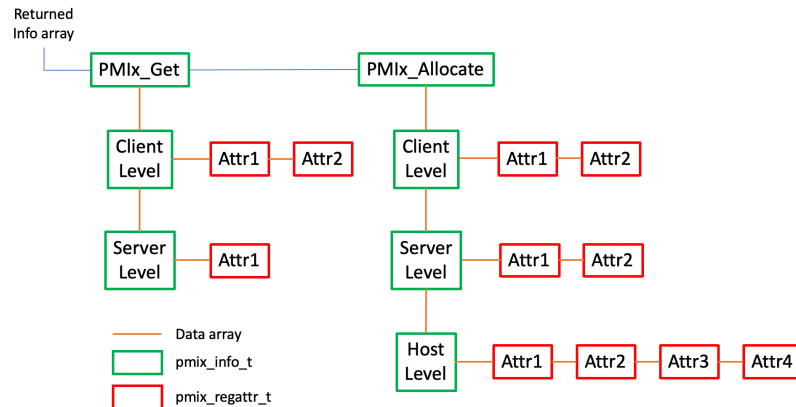 Returned
Info array
PMIx_Get
PMIx_Allocate
Client
Level
Attr1
Attr2
Client
Level
Attr1
Attr2
Server
Level
Attr1
Server
Level
Attr1
Attr2
Host
Level
Attr1
Attr2
Attr3
Attr4
Data array
pmix_info_t
pmix_regattr_t